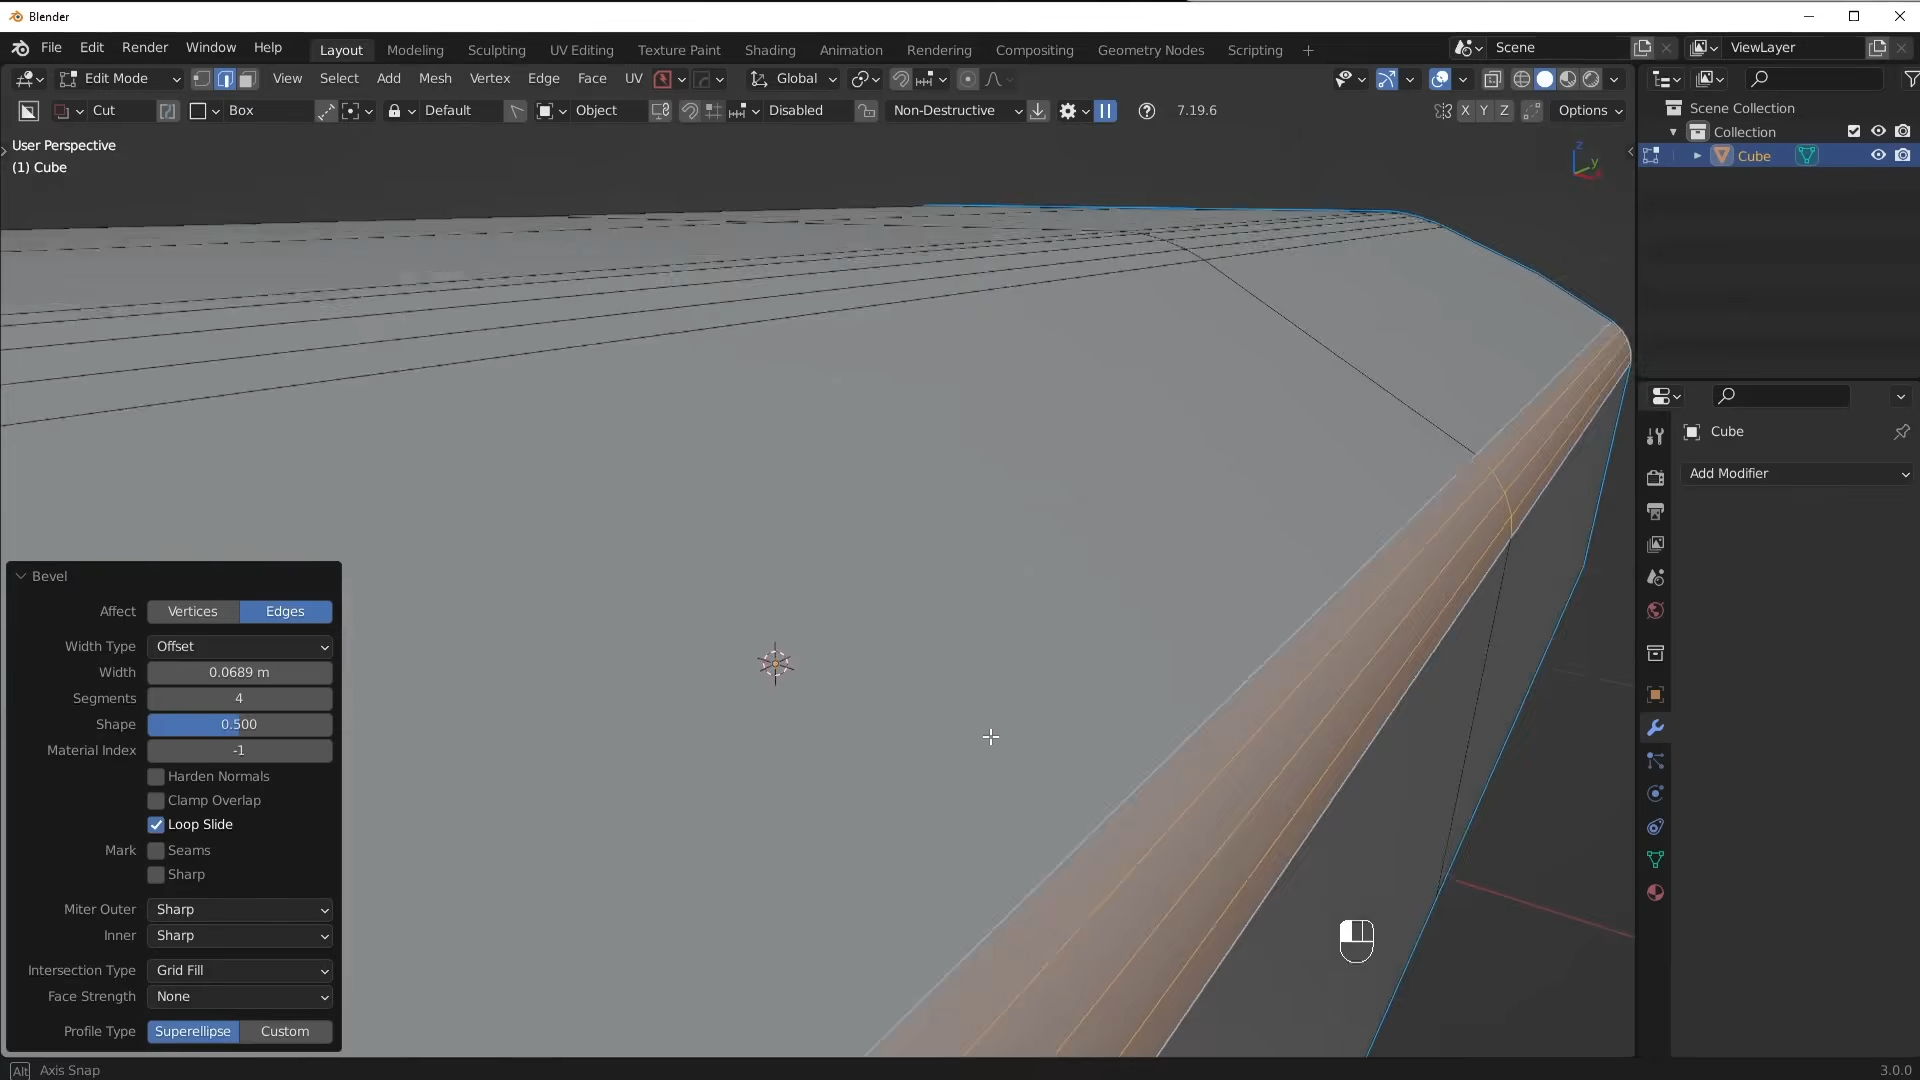 Blender
File Edit Render Window Help Layout Modeling Sculpting UV Editing Texture Paint Shading Animation Rendering Compositing Geometry Nodes Scripting + Scene ViewLayer
Edit Mode View Select Add Mesh Vertex Edge Face UV Global
Cut Box Default Object Disabled Non-Destructive 7.19.6 X Y Z Options
User Perspective
(1) Cube
Z
Y
Scene Collection
Collection
Cube
Cube
Add Modifier
Bevel
Affect Vertices Edges
Width Type Offset
Width 0.0689 m
Segments 4
Shape 0.500
Material Index -1
Harden Normals
Clamp Overlap
Loop Slide
Mark Seams
Sharp
Miter Outer Sharp
Inner Sharp
Intersection Type Grid Fill
Face Strength None
Profile Type Superellipse Custom
Alt Axis Snap 3.0.0